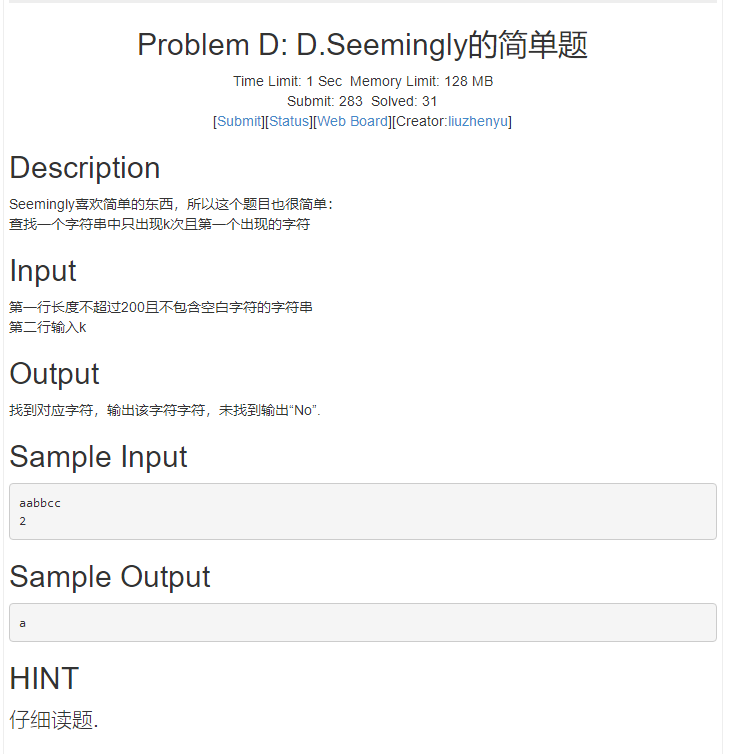 Problem D: D.Seemingly的简单题
Time Limit: 1 Sec  Memory Limit: 128 MB
Submit: 283  Solved: 31
[Submit][Status][Web Board][Creator:liuzhenyu]
Description
Seemingly喜欢简单的东西，所以这个题目也很简单：
查找一个字符串中只出现k次且第一个出现的字符
Input
第一行长度不超过200且不包含空白字符的字符串
第二行输入k
Output
找到对应字符，输出该字符字符，未找到输出“No”.
Sample Input
aabbcc
2
Sample Output
a
HINT
仔细读题.